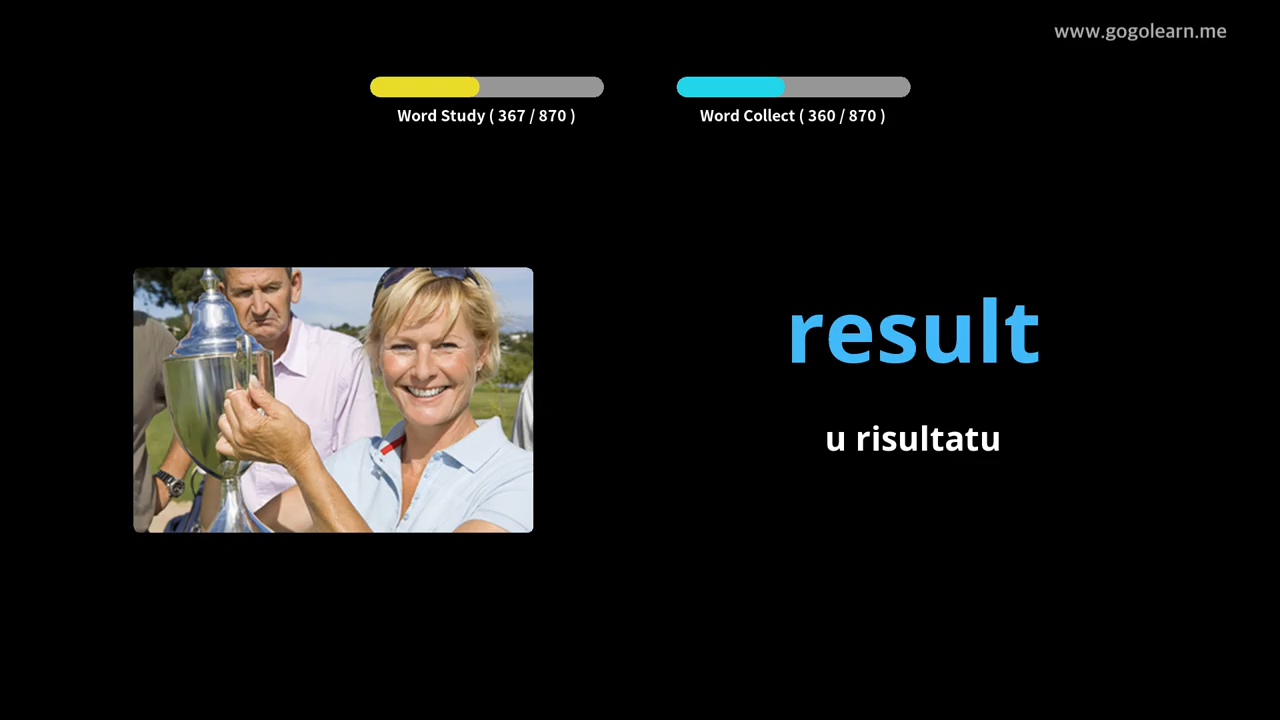 www.gogolearn.me
Word Study ( 367 / 870 )
Word Collect ( 360 / 870 )
result
u risultatu